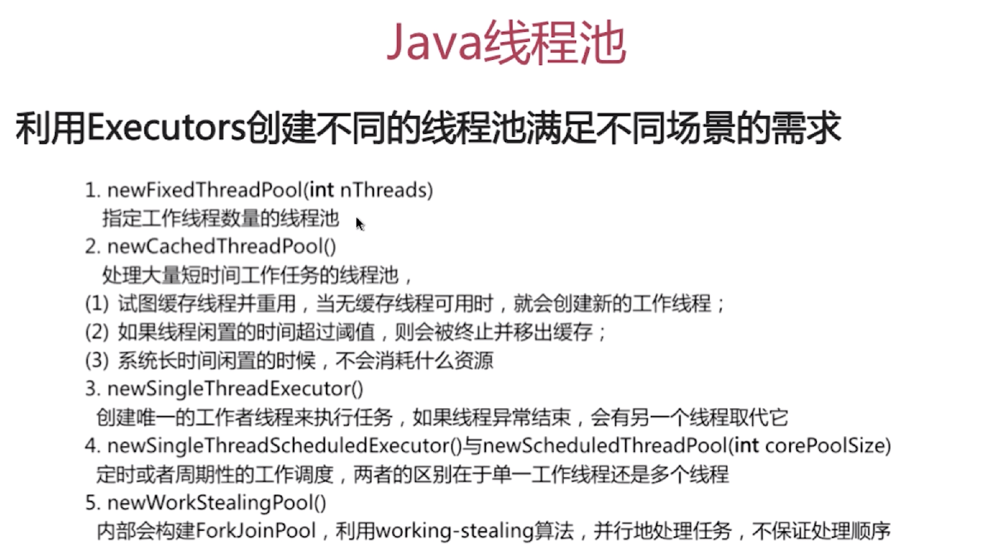 Java线程池
利用Executors创建不同的线程池满足不同场景的需求
1. newFixedThreadPool(int nThreads)
指定工作线程数量的线程池
2. newCachedThreadPool()
处理大量短时间工作任务的线程池，
(1) 试图缓存线程并重用，当无缓存线程可用时，就会创建新的工作线程；
(2) 如果线程闲置的时间超过阈值，则会被终止并移出缓存；
(3) 系统长时间闲置的时候，不会消耗什么资源
3. newSingleThreadExecutor()
创建唯一的工作者线程来执行任务，如果线程异常结束，会有另一个线程取代它
4. newSingleThreadScheduledExecutor()与newScheduledThreadPool(int corePoolSize)
定时或者周期性的工作调度，两者的区别在于单一工作线程还是多个线程
5. newWorkStealingPool()
内部会构建ForkJoinPool，利用working-stealing算法，并行地处理任务，不保证处理顺序